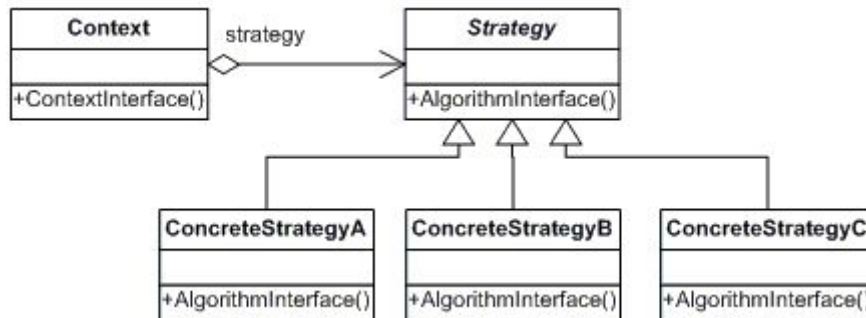 Context
strategy
Strategy
+ContextInterface()
+AlgorithmInterface()
ConcreteStrategyA
ConcreteStrategyB
ConcreteStrategyC
+AlgorithmInterface()
+AlgorithmInterface()
+AlgorithmInterface()